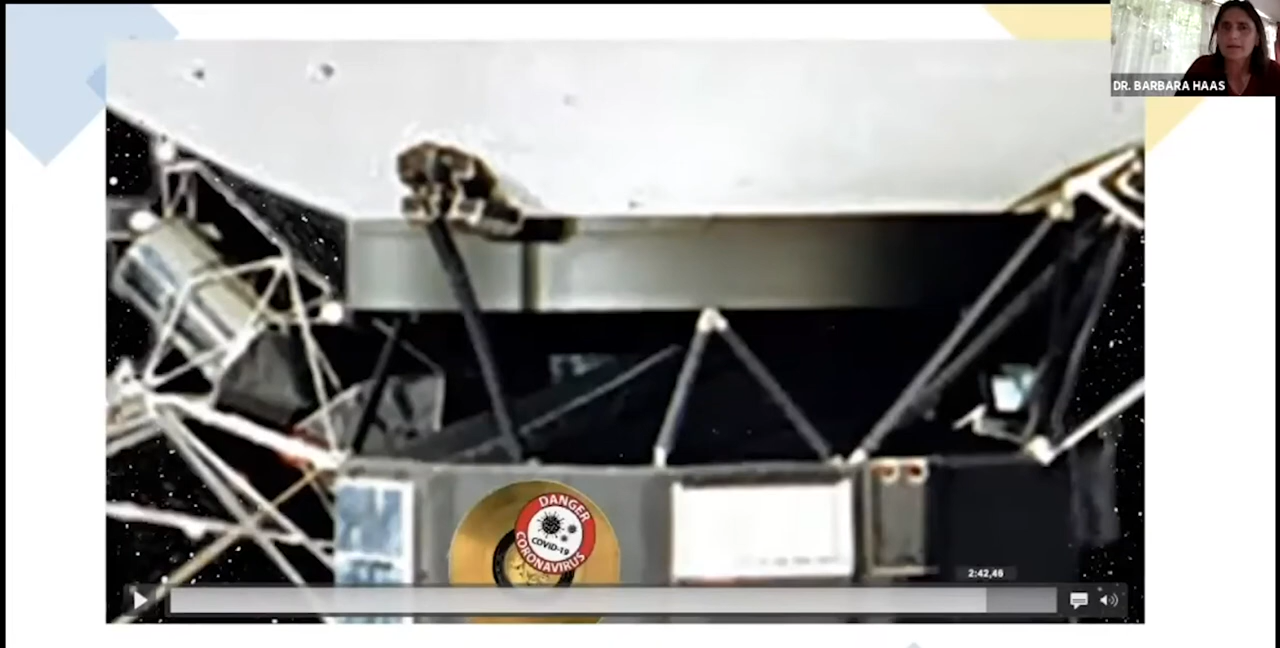 DR. BARBARA HAAS
DANGER
COVID-19
CORONAVIRUS
2:42,46